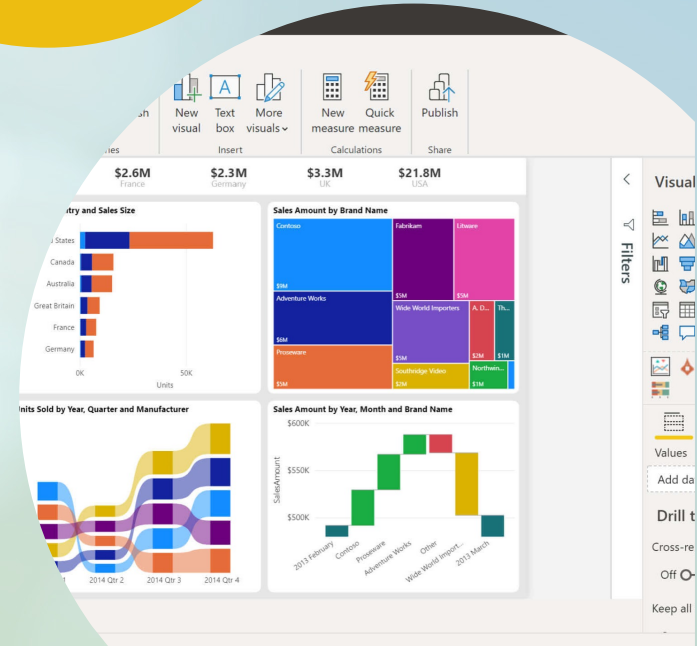 New
visual
Text
box
More
visuals
New
measure
Quick
measure
Publish
Insert
Calculations
Share
$2.6M
France
$2.3M
Germany
$3.3M
UK
$21.8M
USA
Visual
Filters
try and Sales Size
States
Canada
Australia
Great Britain
France
Germany
0K
50K
Units
Sales Amount by Brand Name
Contoso
$9M
Adventure Works
$6M
Proseware
$5M
Fabrikam
$5M
Litware
$5M
Wide World Importers
$5M
A. D...
$2M
Th...
$1M
Southridge Video
$2M
Northwin...
$1M
Units Sold by Year, Quarter and Manufacturer
2014 Qtr 2
2014 Qtr 3
2014 Qtr 4
Sales Amount by Year, Month and Brand Name
SalesAmount
$600K
$550K
$500K
2013 February
Contoso
Proseware
Adventure Works
Other
Wide World Import...
2013 March
Values
Add da
Drill t
Cross-re
Off
Keep all